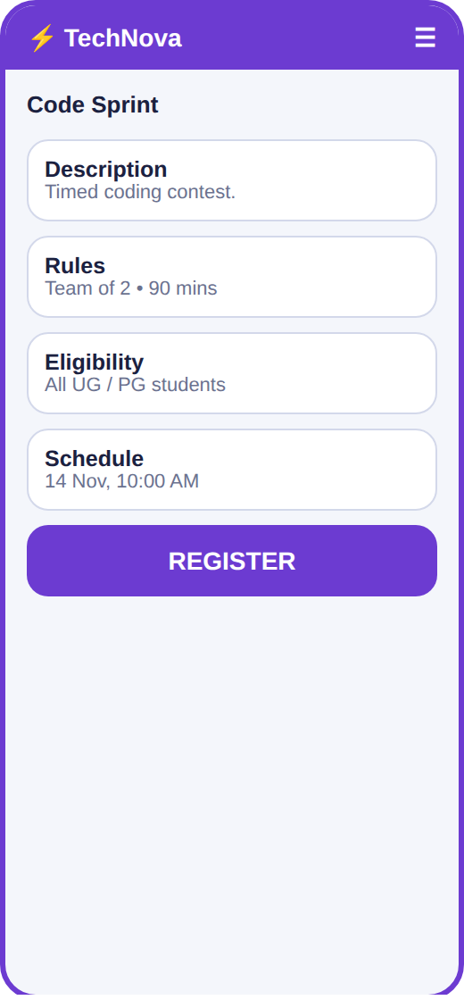 ⚡ TechNova ☰
Code Sprint
Description
Timed coding contest.
Rules
Team of 2 • 90 mins
Eligibility
All UG / PG students
Schedule
14 Nov, 10:00 AM
REGISTER